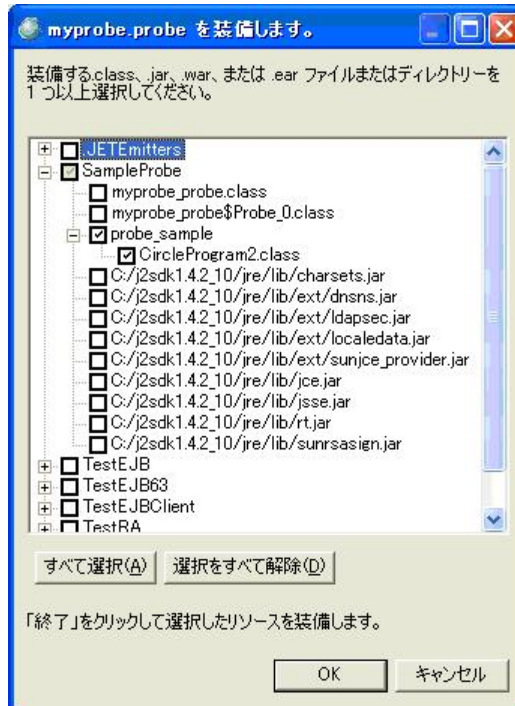 myprobe.probe を装備します。
装備する.class、.jar、.war、または .ear ファイルまたはディレクトリーを
1 つ以上選択してください。
.JETEmitters
SampleProbe
myprobe_probe.class
myprobe_probe$Probe_0.class
probe_sample
CircleProgram2.class
C:/j2sdk1.4.2_10/jre/lib/charsets.jar
C:/j2sdk1.4.2_10/jre/lib/ext/dnsns.jar
C:/j2sdk1.4.2_10/jre/lib/ext/ldapsec.jar
C:/j2sdk1.4.2_10/jre/lib/ext/localedata.jar
C:/j2sdk1.4.2_10/jre/lib/ext/sunjce_provider.jar
C:/j2sdk1.4.2_10/jre/lib/jce.jar
C:/j2sdk1.4.2_10/jre/lib/jsse.jar
C:/j2sdk1.4.2_10/jre/lib/rt.jar
C:/j2sdk1.4.2_10/jre/lib/sunrsasign.jar
TestEJB
TestEJB63
TestEJBClient
TestRA
すべて選択(A) 選択をすべて解除(D)
「終了」をクリックして選択したリソースを装備します。
OK キャンセル